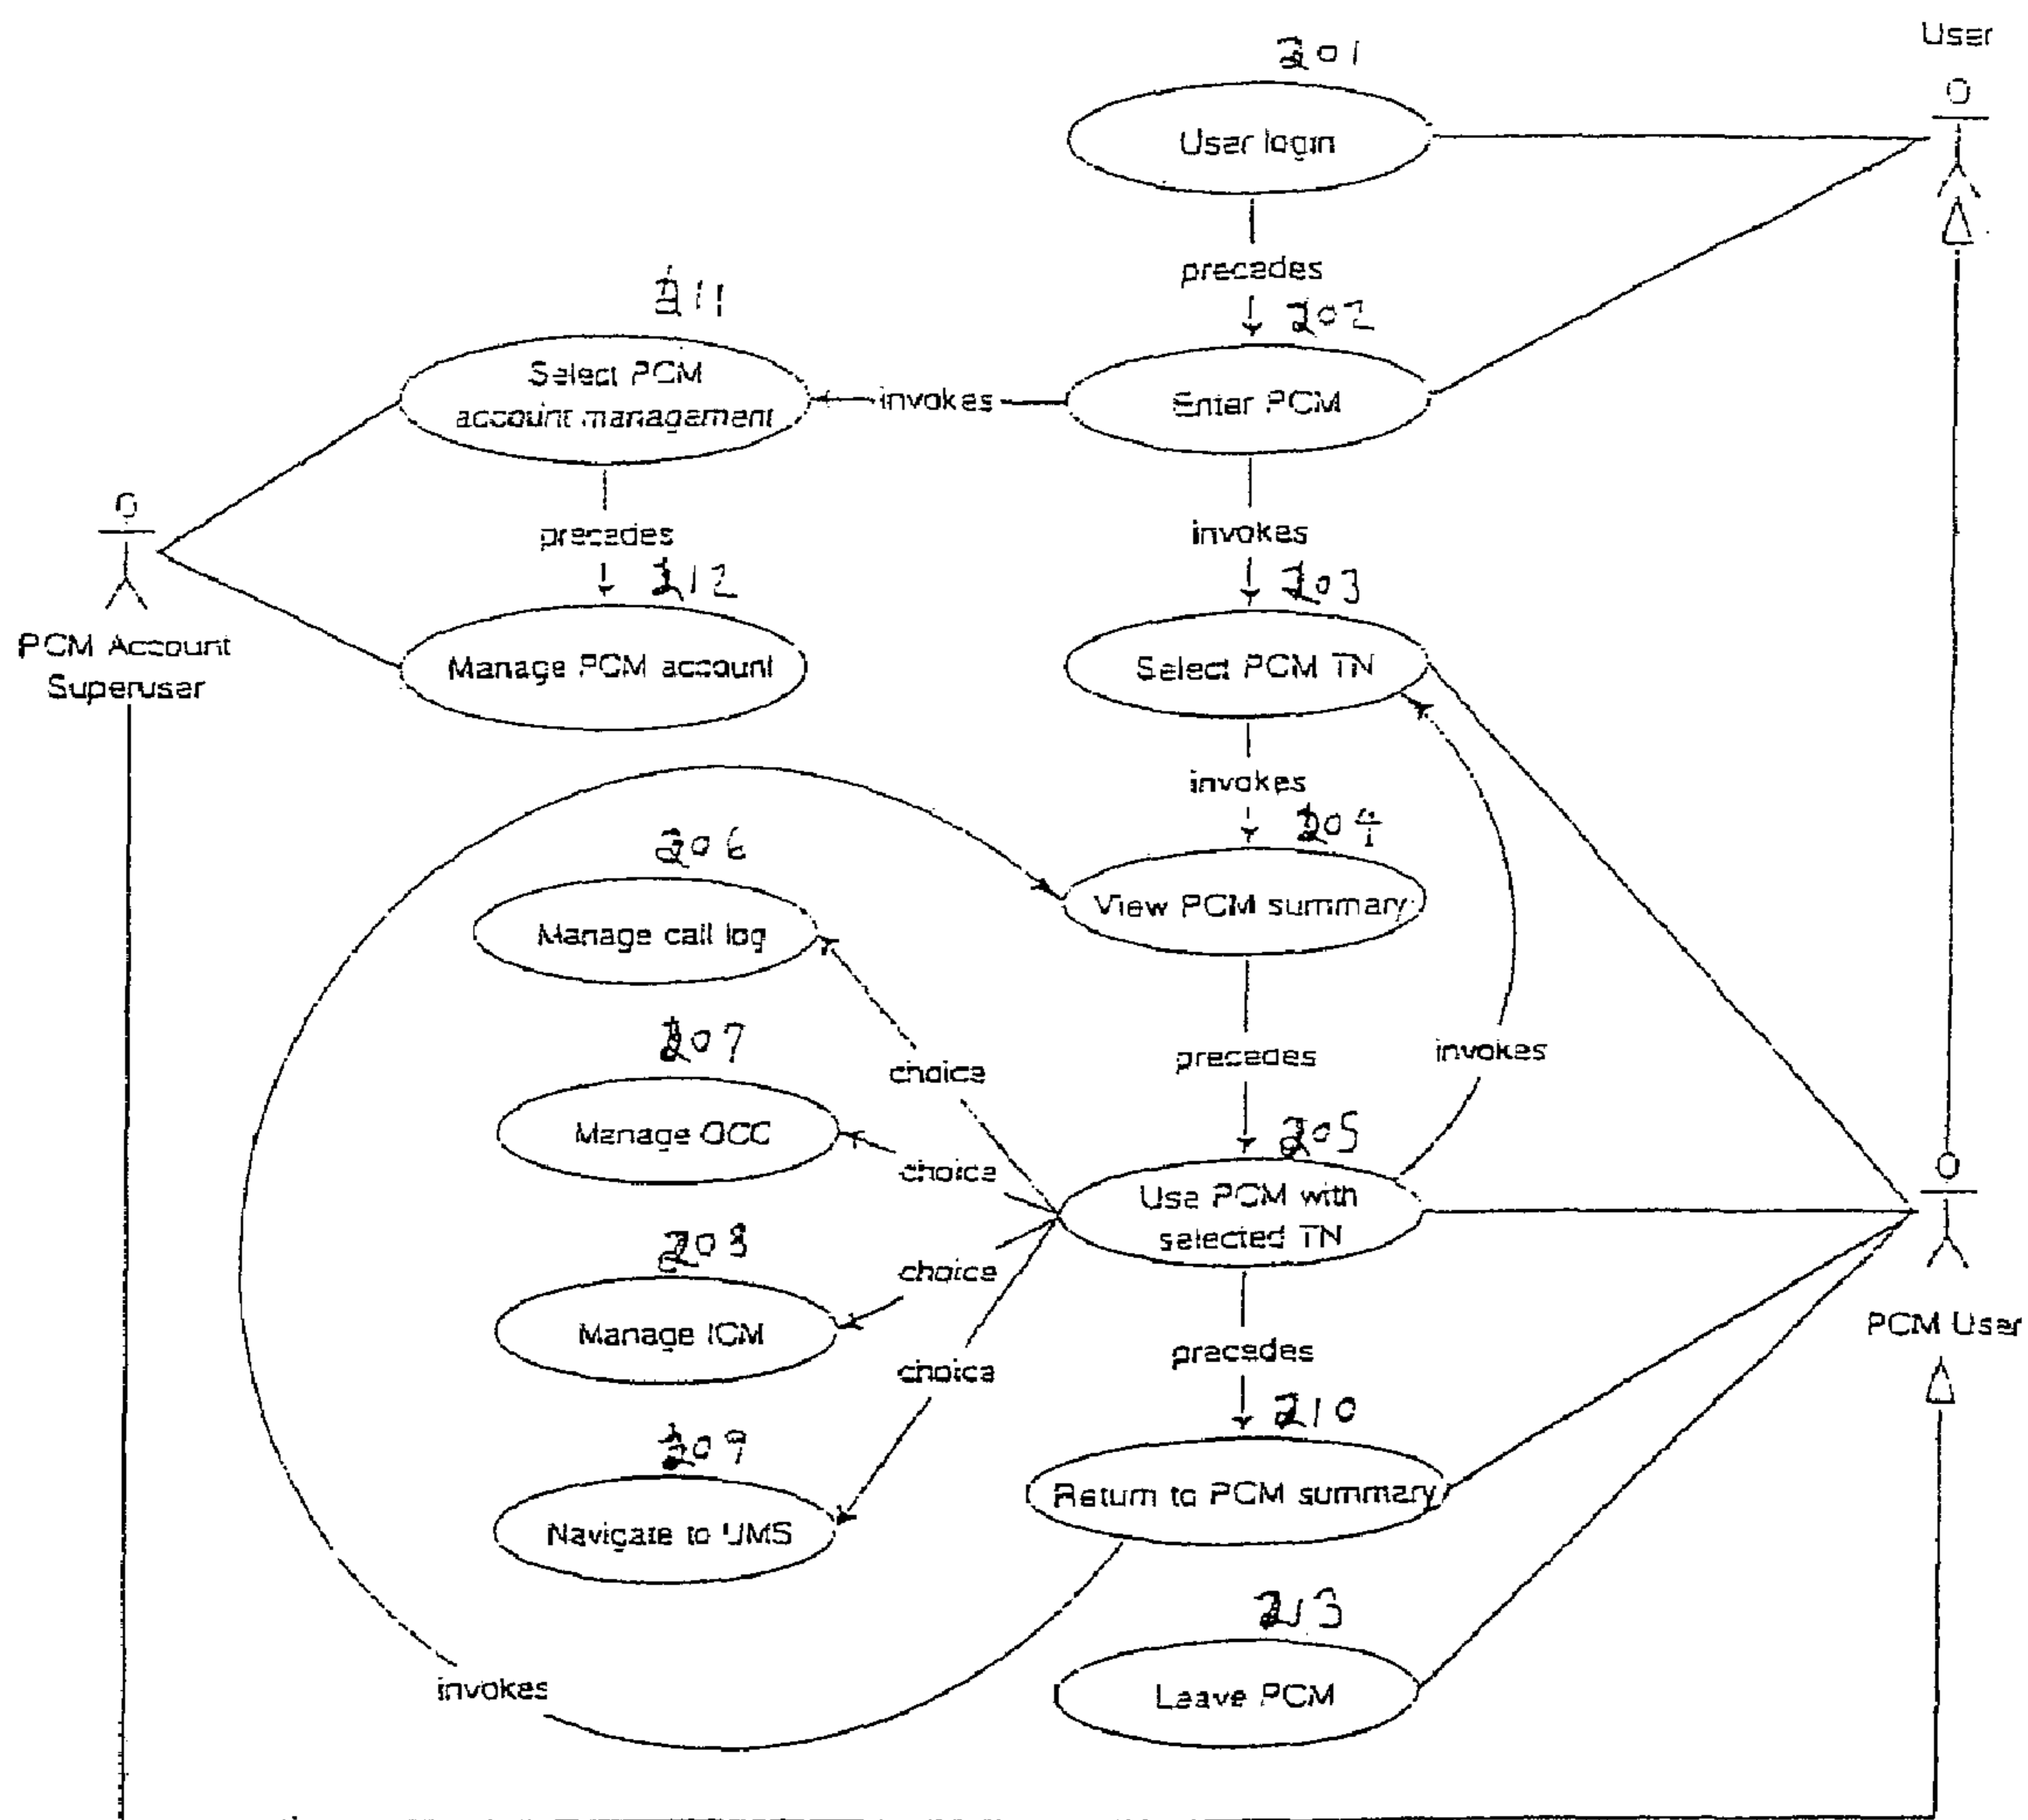 User
201
User login
precedes
202
211
Select PCM
account management
invokes
Enter PCM
precedes
invokes
212
203
PCM Account
Superuser
Manage PCM account
Select PCM TN
invokes
204
206
Manage call log
View PCM summary
207
choice
precedes
invokes
Manage OCC
choice
205
Use PCM with
selected TN
208
choice
Manage ICM
choice
precedes
PCM User
210
209
Navigate to UMS
Return to PCM summary
213
invokes
Leave PCM